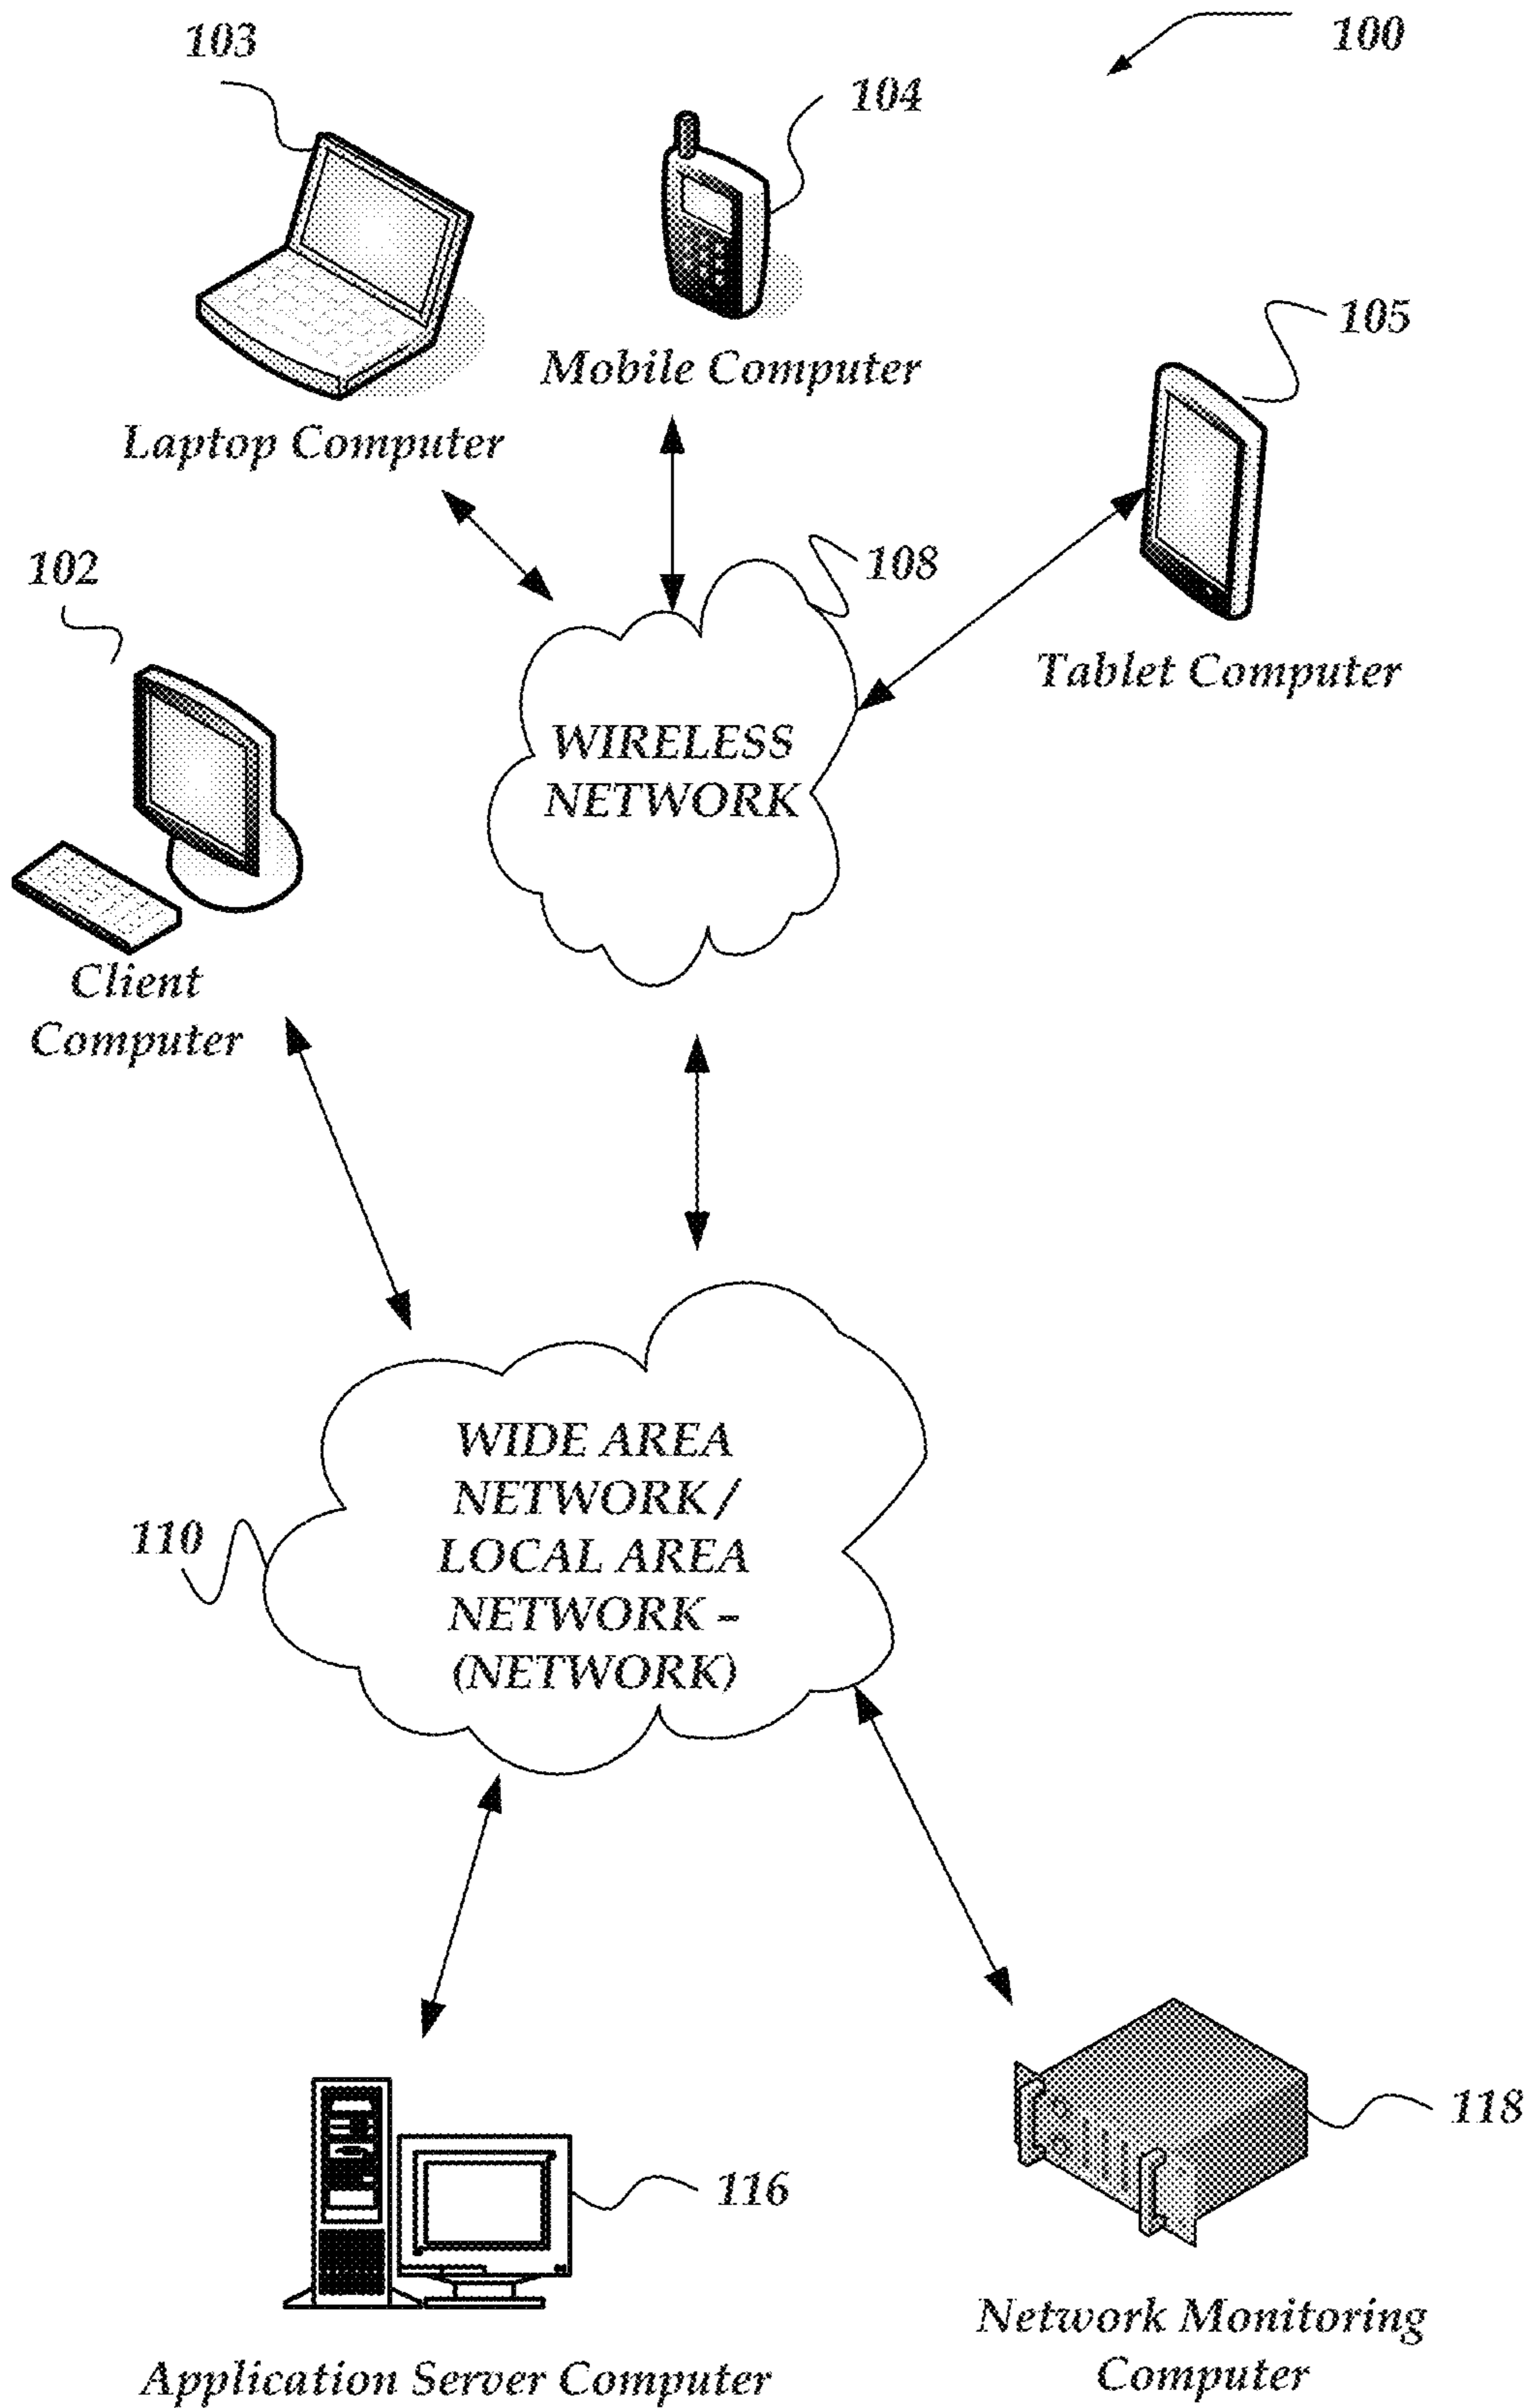 100
103
104
Mobile Computer
105
Laptop Computer
108
Tablet Computer
102
WIRELESS
NETWORK
Client
Computer
WIDE AREA
NETWORK /
LOCAL AREA
NETWORK –
(NETWORK)
110
116
118
Application Server Computer
Network Monitoring
Computer